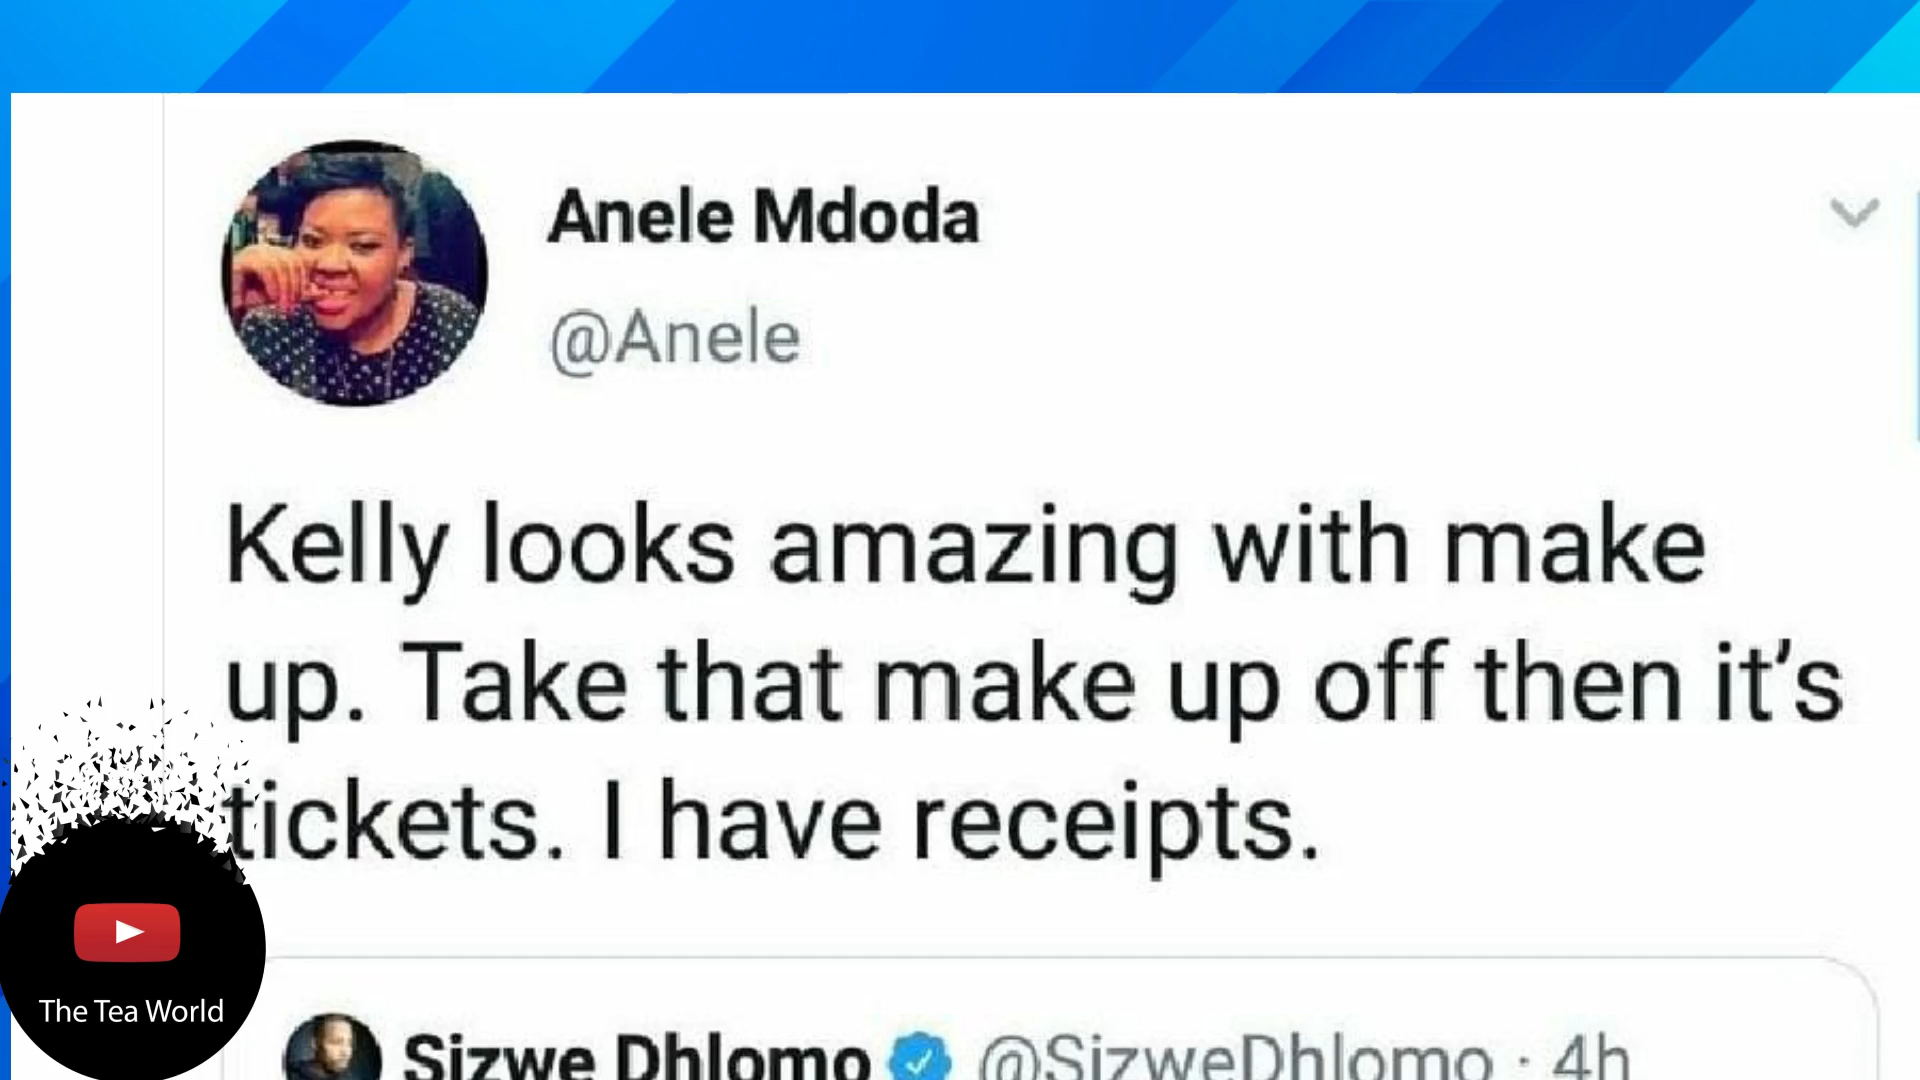 Anele Mdoda
@Anele
Kelly looks amazing with make
up. Take that make up off then it's
tickets. I have receipts.
Sizwe Dhlomo @SizweDhlomo · 4h
The Tea World